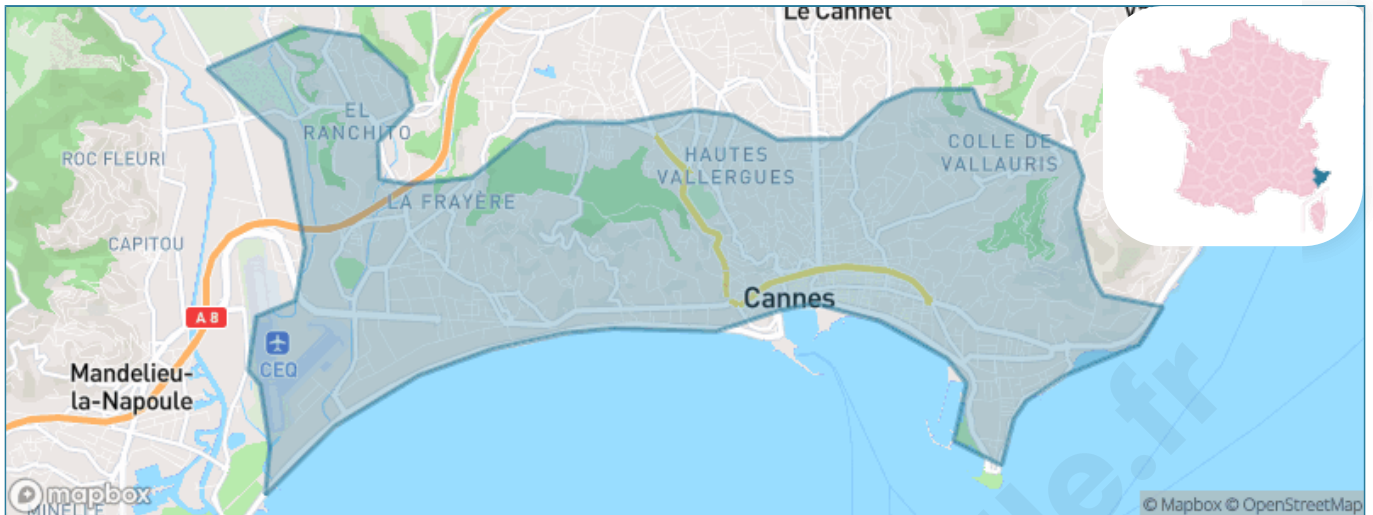 Le Cannet
EL
RANCHITO
ROC FLEURI
HAUTES
VALLERGUES
COLLE DE
VALLAURIS
LA FRAYÈRE
CAPITOU
Cannes
A 8
CEQ
Mandelieu-
la-Napoule
mapbox
MINELLE
© Mapbox © OpenStreetMap